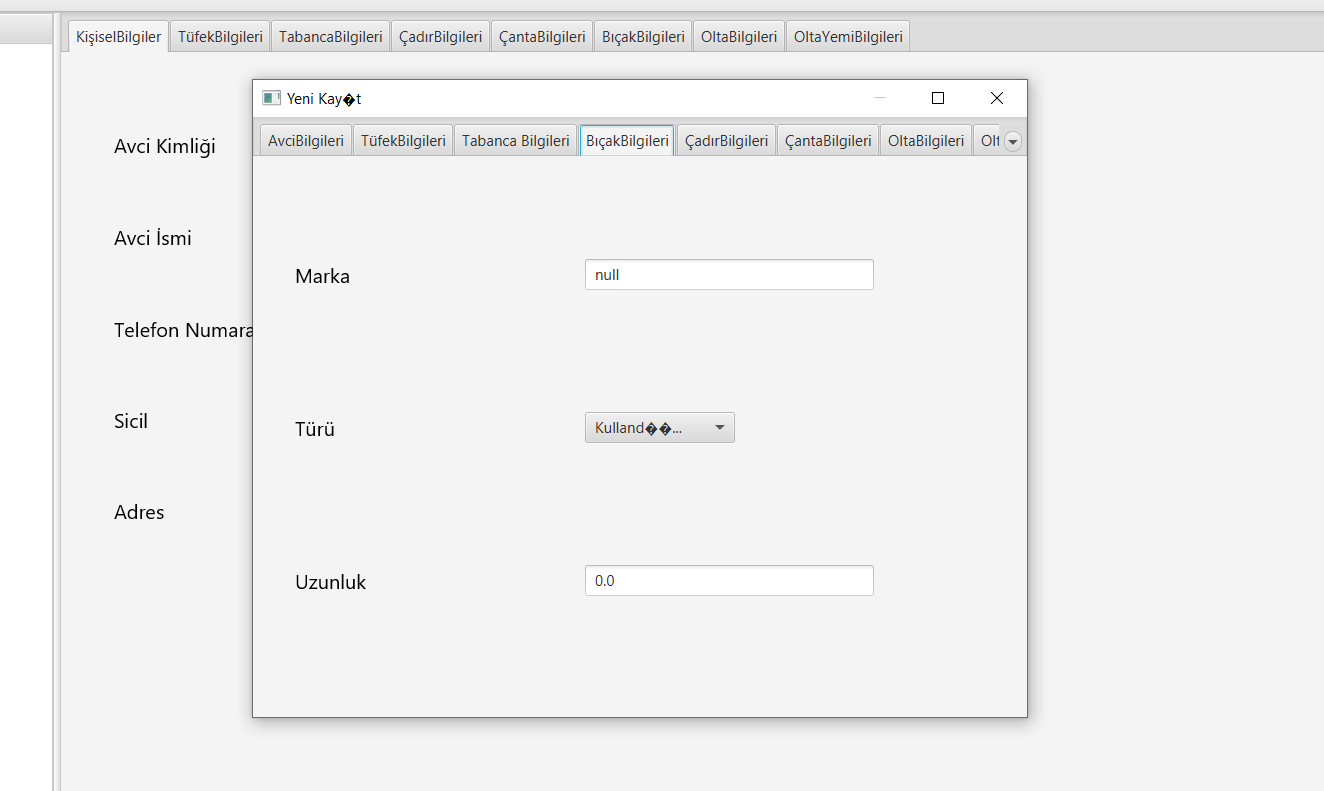 KişiselBilgiler TüfekBilgileri TabancaBilgileri ÇadırBilgileri ÇantaBilgileri BıçakBilgileri OltaBilgileri OltaYemiBilgileri
Yeni Kay�t
AvciBilgileri TüfekBilgileri Tabanca Bilgileri BıçakBilgileri ÇadırBilgileri ÇantaBilgileri OltaBilgileri Olt
Avci Kimliği
Avci İsmi
Telefon Numara
Sicil
Adres
Marka null
Türü Kulland��...
Uzunluk 0.0